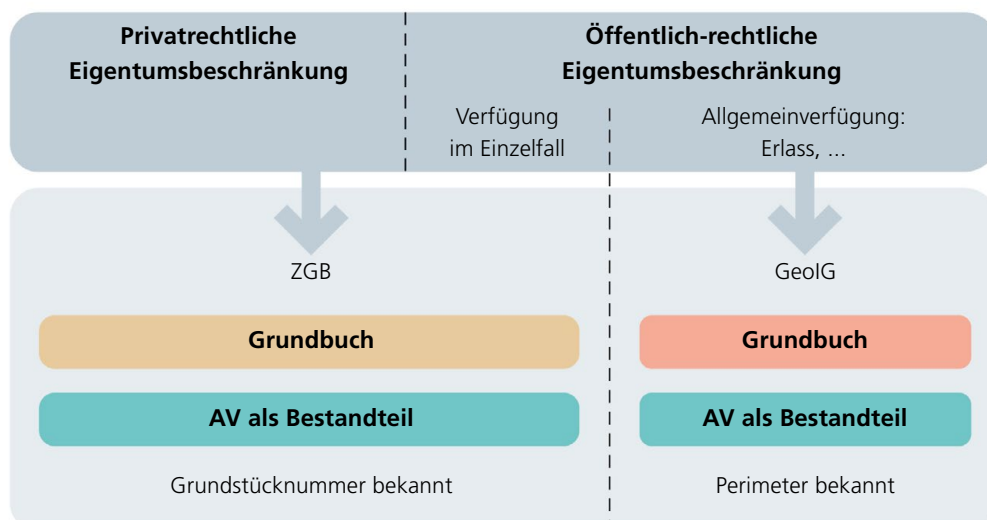 Privatrechtliche
Eigentumsbeschränkung
Öffentlich-rechtliche
Eigentumsbeschränkung
Verfügung
im Einzelfall
Allgemeinverfügung:
Erlass, ...
ZGB
GeoIG
Grundbuch
Grundbuch
AV als Bestandteil
AV als Bestandteil
Grundstücknummer bekannt
Perimeter bekannt